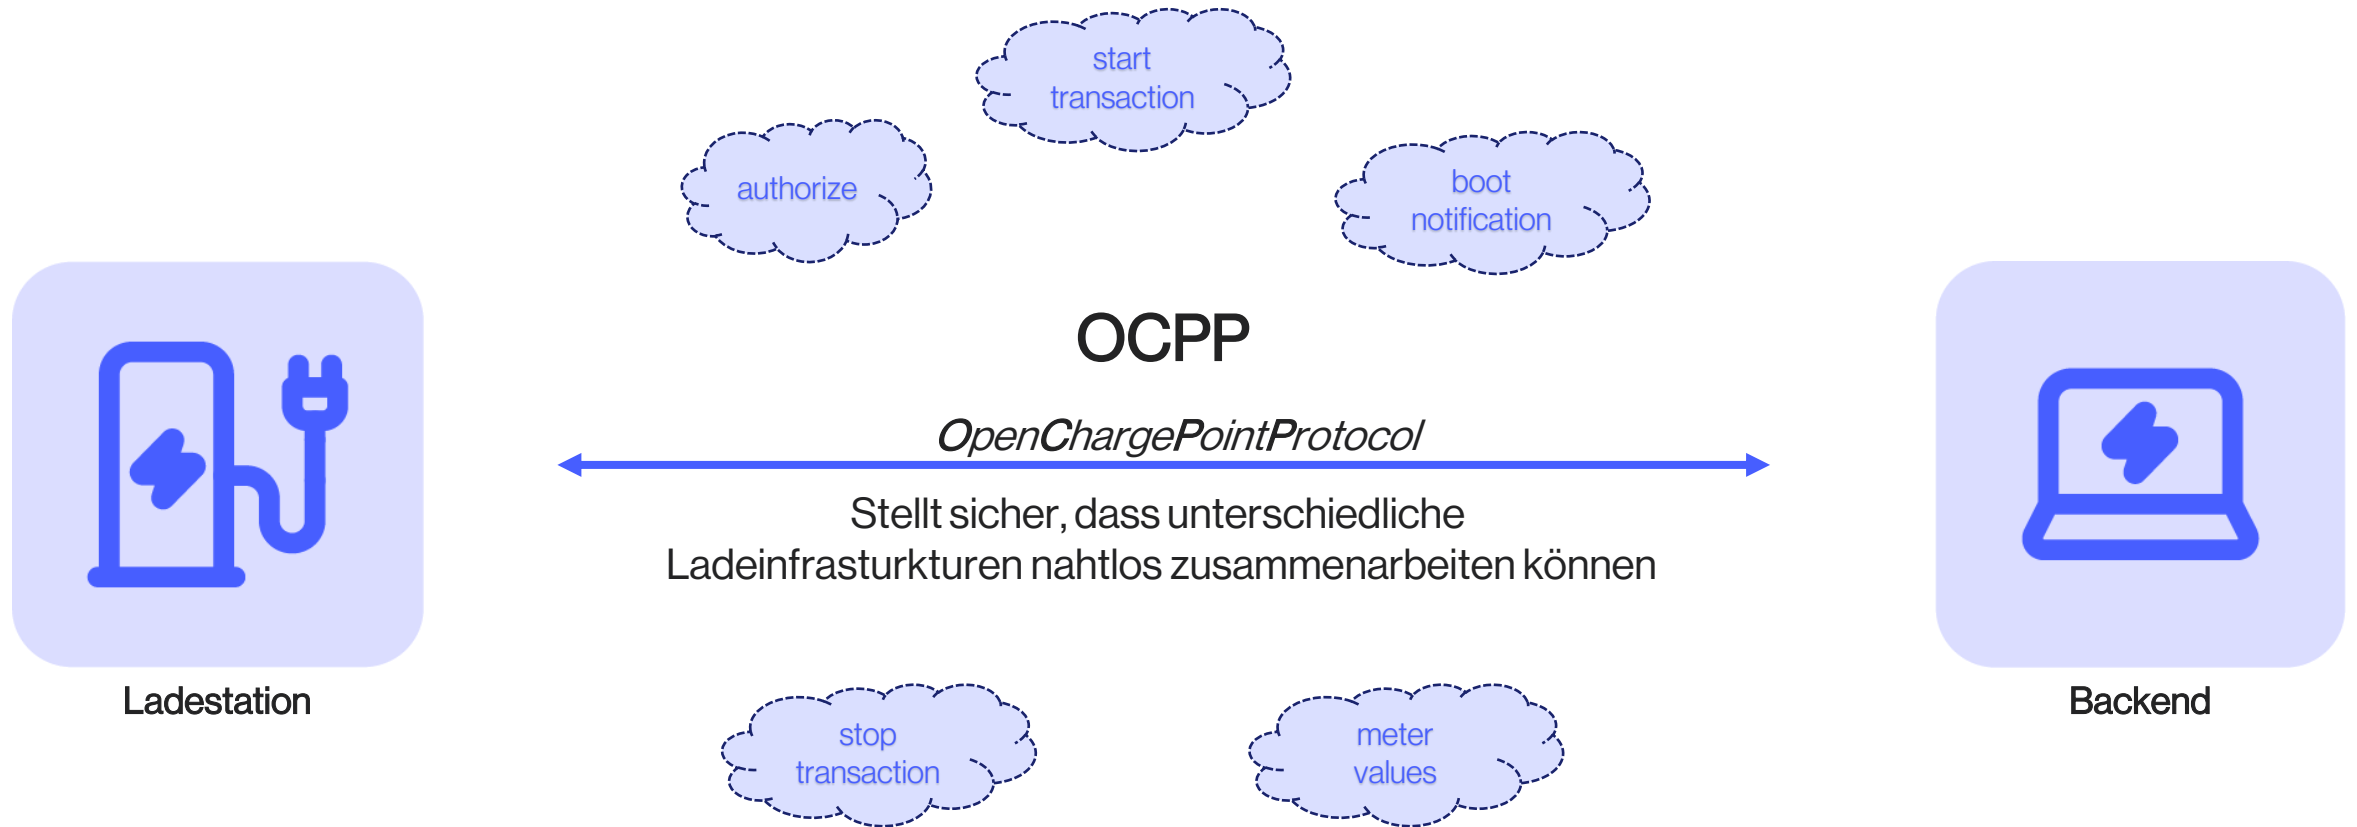 start
transaction
authorize
boot
notification
OCPP
OpenChargePointProtocol
Stellt sicher, dass unterschiedliche
Ladeinfrasturkturen nahtlos zusammenarbeiten können
Ladestation
Backend
stop
transaction
meter
values